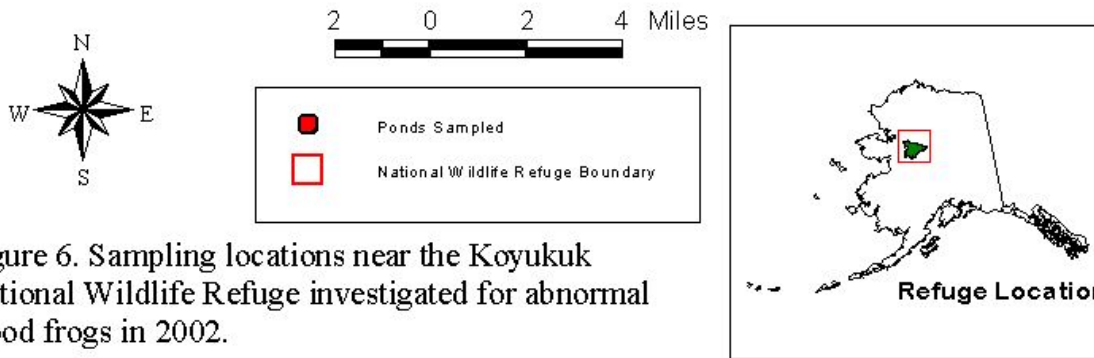 2 0 2 4 Miles
N
W E
S
Ponds Sampled
National Wildlife Refuge Boundary
gure 6. Sampling locations near the Koyukuk
tional Wildlife Refuge investigated for abnormal
od frogs in 2002.
Refuge Location